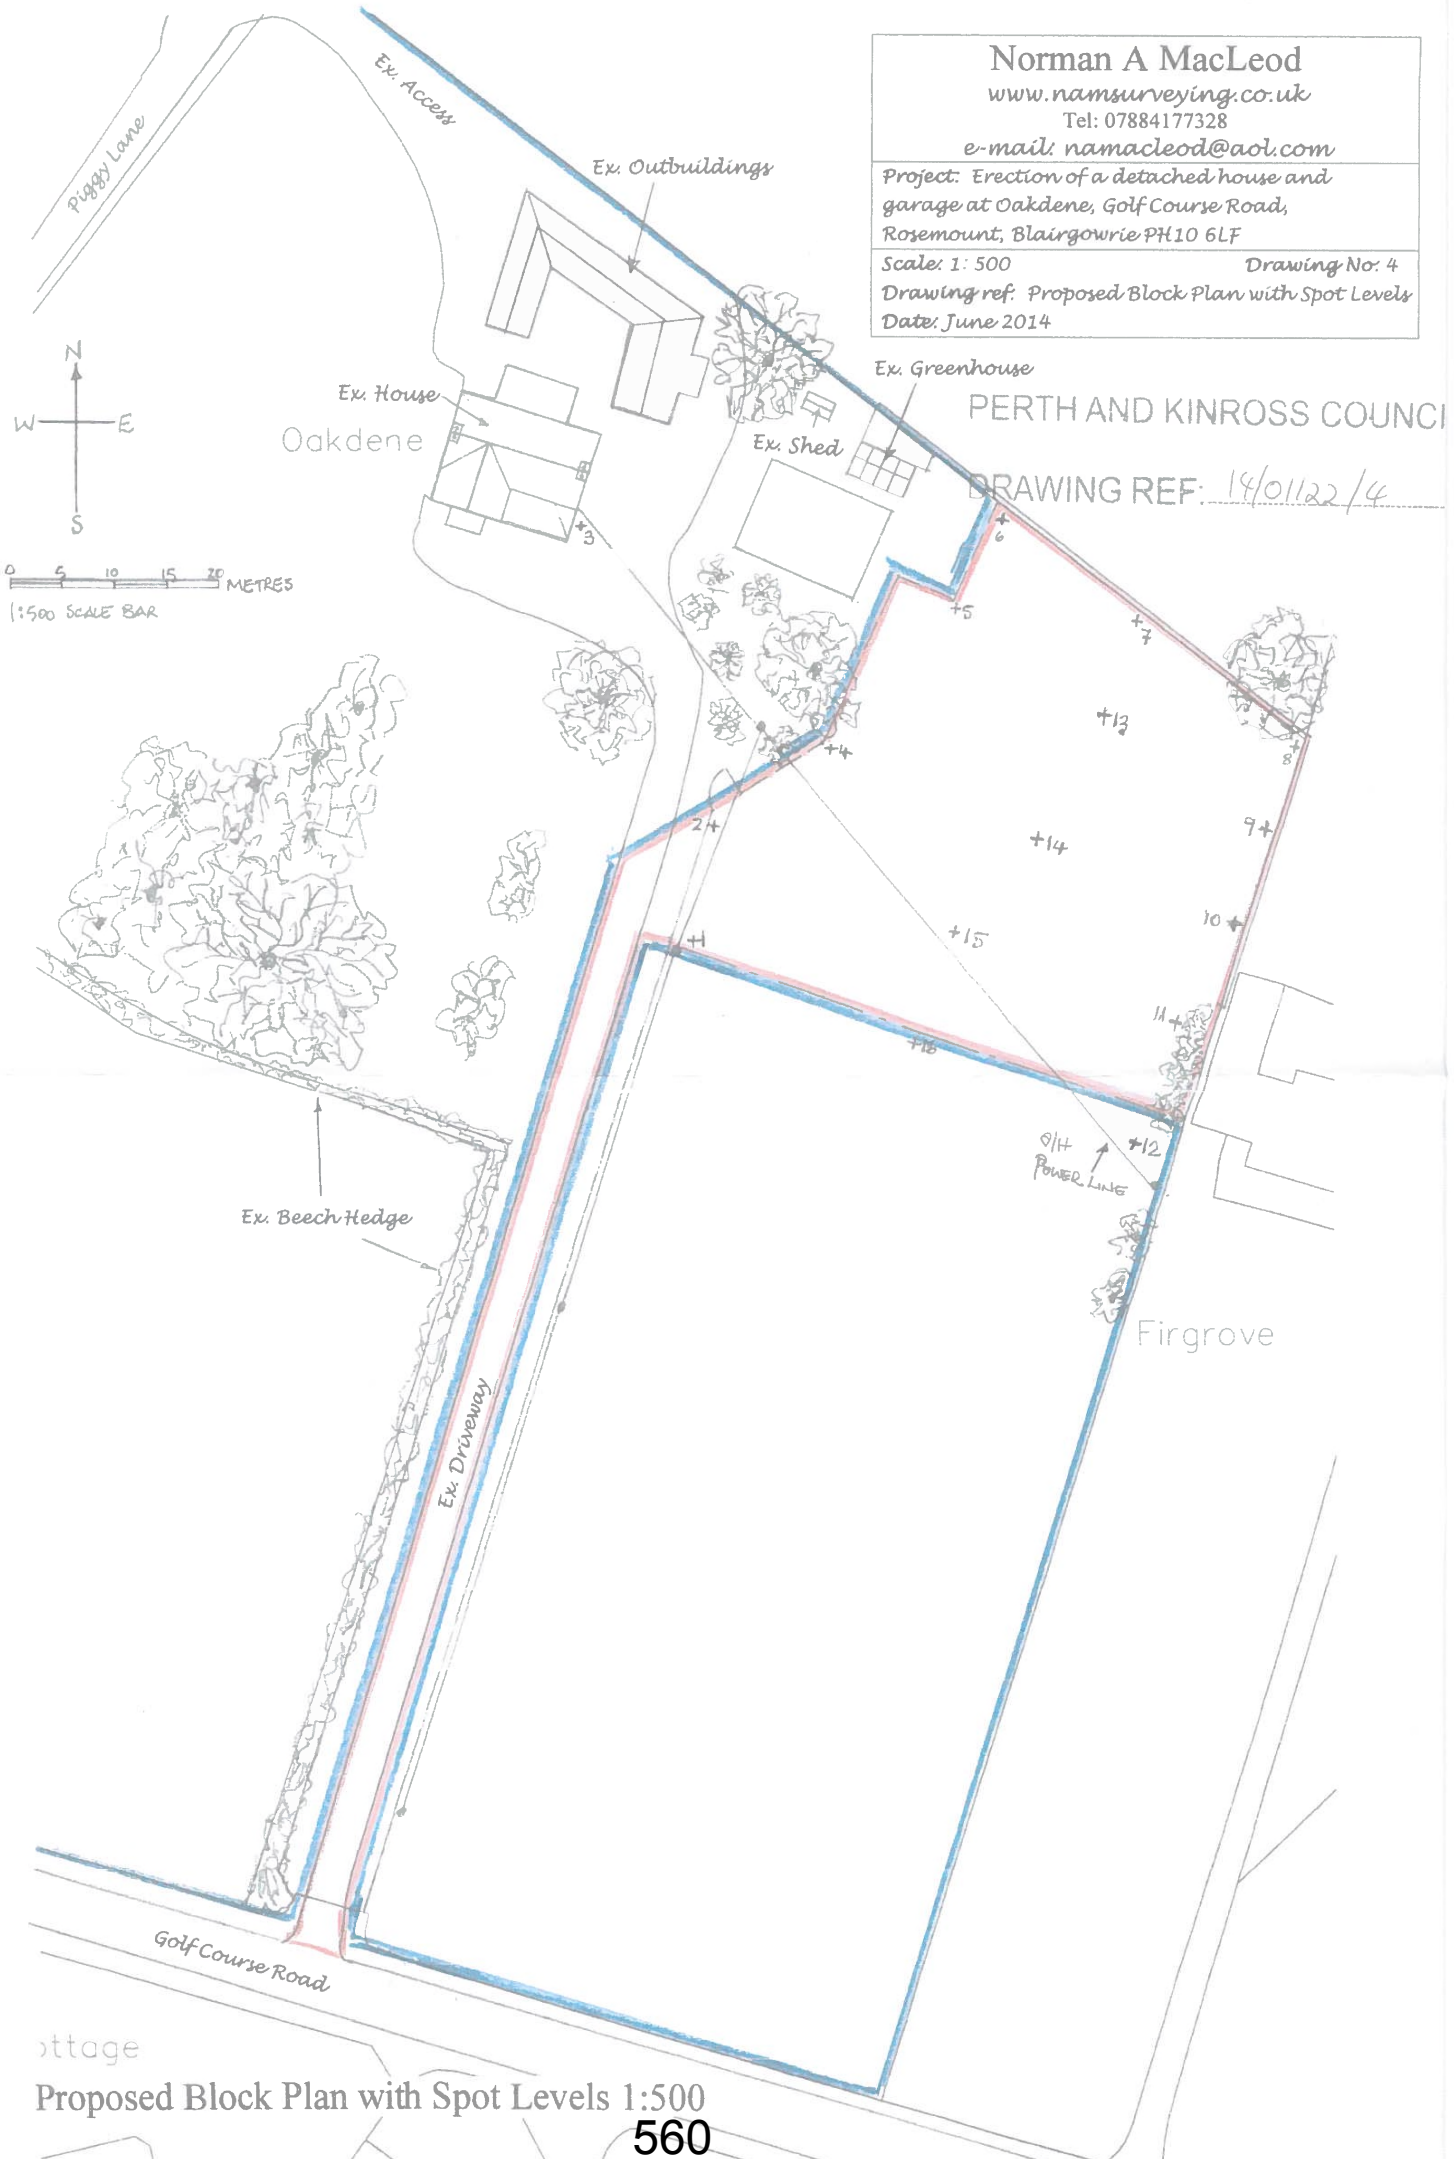 Norman A MacLeod
www.namsurveying.co.uk
Tel: 07884177328
e-mail: namacleod@aol.com
Project: Erection of a detached house and
garage at Oakdene, Golf Course Road,
Rosemount, Blairgowrie PH10 6LF
Scale: 1: 500 Drawing No: 4
Drawing ref: Proposed Block Plan with Spot Levels
Date: June 2014
Ex. Access
Piggy Lane
Ex. Outbuildings
N
W E
S
Ex. House
Oakdene
Ex. Greenhouse
PERTH AND KINROSS COUNCI
Ex. Shed
DRAWING REF: 14/01122/4
0 5 10 15 20 METRES
1:500 SCALE BAR
+3
6
+5
+7
+13
+4
8
2+
9+
+14
10+
+15
+1
11+
+16
O/H
POWER LINE
+12
Ex. Beech Hedge
Firgrove
Ex. Driveway
Golf Course Road
ottage
Proposed Block Plan with Spot Levels 1:500
560